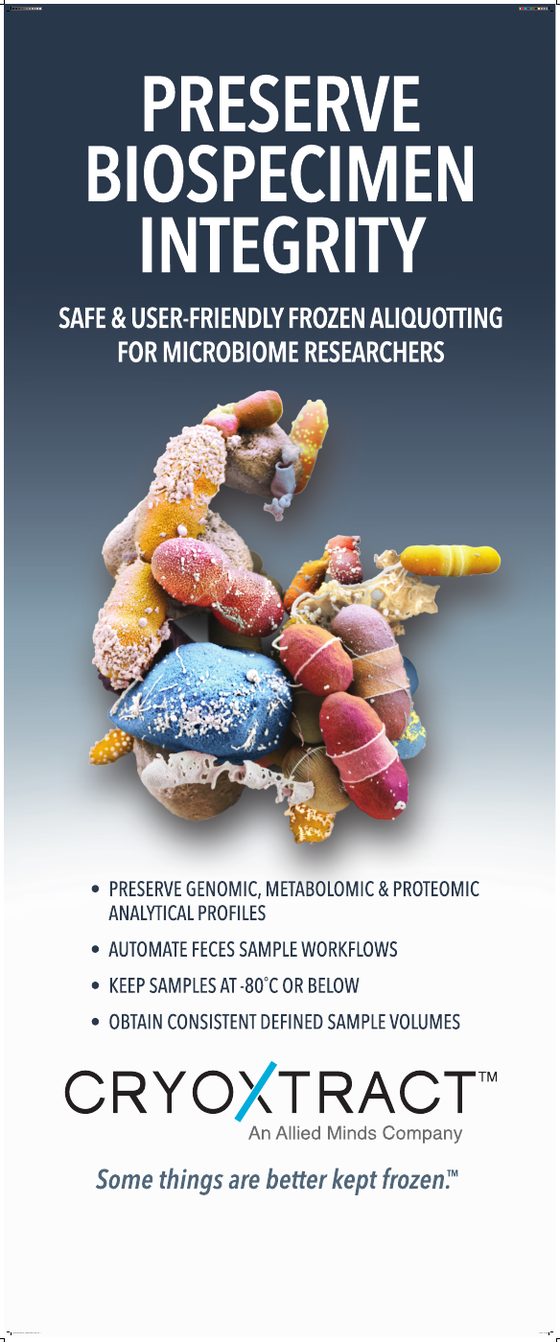 PRESERVE
BIOSPECIMEN
INTEGRITY
SAFE & USER-FRIENDLY FROZEN ALIQUOTTING
FOR MICROBIOME RESEARCHERS
• PRESERVE GENOMIC, METABOLOMIC & PROTEOMIC
ANALYTICAL PROFILES
• AUTOMATE FECES SAMPLE WORKFLOWS
• KEEP SAMPLES AT -80°C OR BELOW
• OBTAIN CONSISTENT DEFINED SAMPLE VOLUMES
CRYOXTRACT™
An Allied Minds Company
Some things are better kept frozen.™